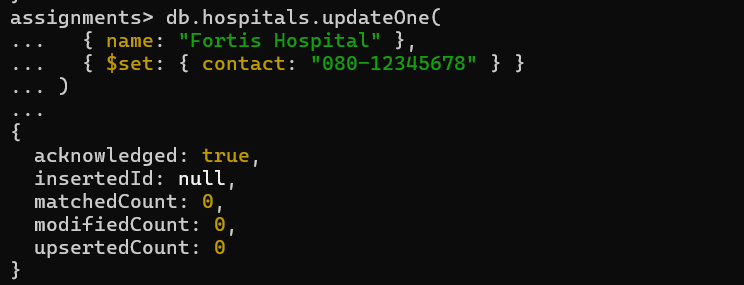 assignments> db.hospitals.updateOne(
...   { name: "Fortis Hospital" },
...   { $set: { contact: "080-12345678" } }
... )
...
{
  acknowledged: true,
  insertedId: null,
  matchedCount: 0,
  modifiedCount: 0,
  upsertedCount: 0
}